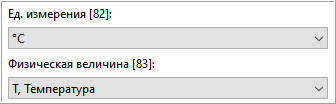 Ед. измерения [82]:
°C
Физическая величина [83]:
T, Температура